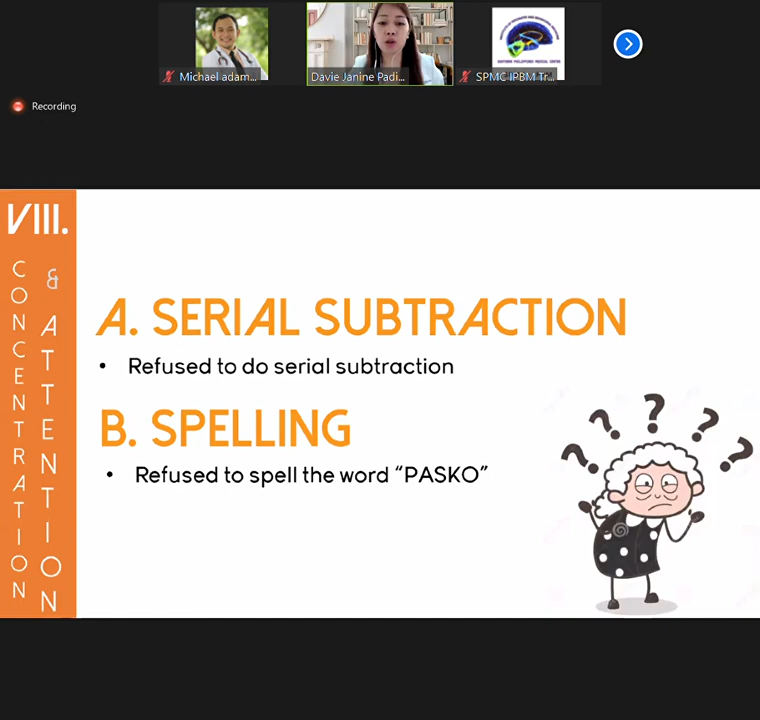 Michael adam...
Davie Janine Padi...
SPMC IPBM Tr...
Recording
VIII.
CONCENTRATION
& ATTENTION
A. SERIAL SUBTRACTION
• Refused to do serial subtraction
B. SPELLING
• Refused to spell the word “PASKO”
? ? ? ? ?